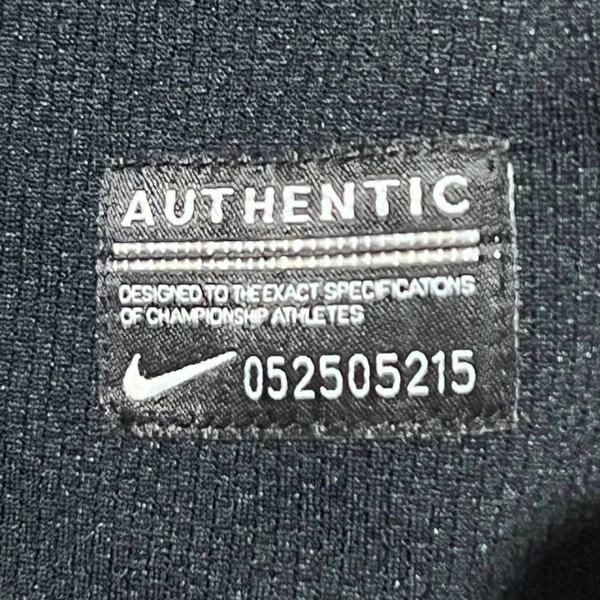 AUTHENTIC
DESIGNED TO THE EXACT SPECIFICATIONS
OF CHAMPIONSHIP ATHLETES
052505215